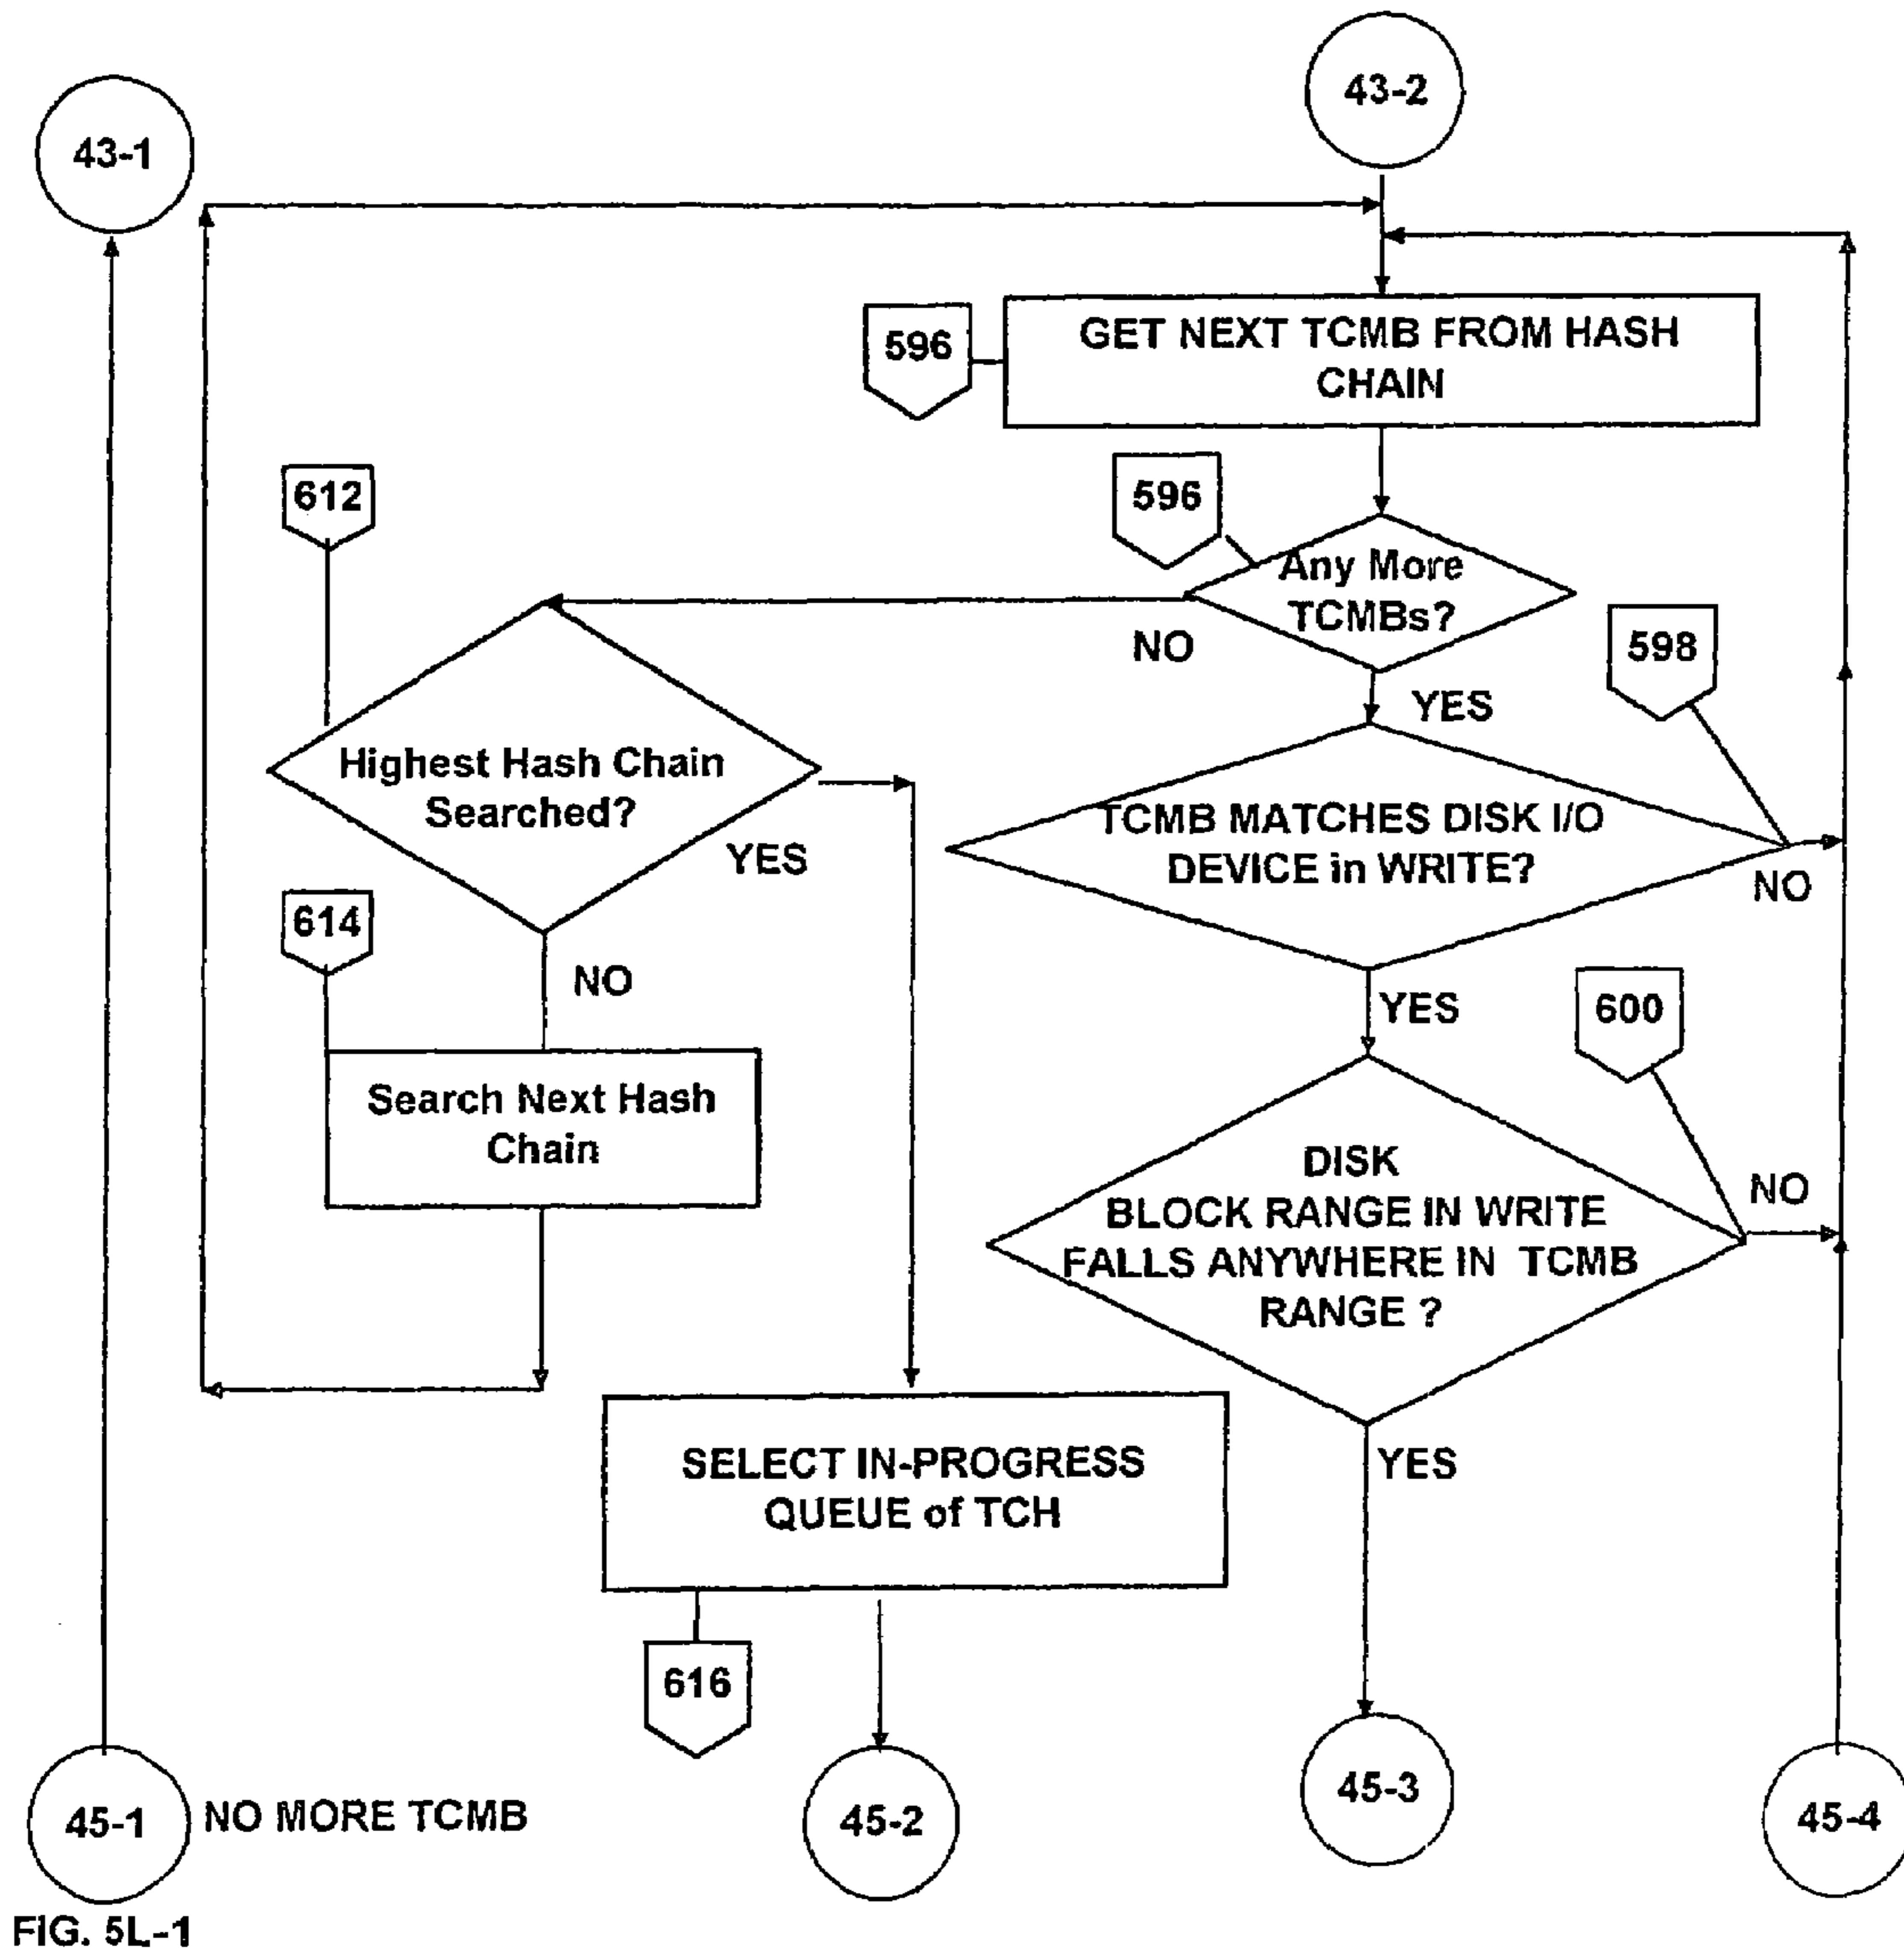 43-2
43-1
GET NEXT TCMB FROM HASH
CHAIN
596
612
596
Any More
TCMBs?
NO
598
YES
Highest Hash Chain
Searched?
YES
TCMB MATCHES DISK I/O
DEVICE in WRITE?
NO
614
NO
YES
600
Search Next Hash
Chain
DISK
BLOCK RANGE IN WRITE
FALLS ANYWHERE IN TCMB
RANGE ?
NO
SELECT IN-PROGRESS
QUEUE of TCH
YES
616
45-1
NO MORE TCMB
45-2
45-3
45-4
FIG. 5L-1